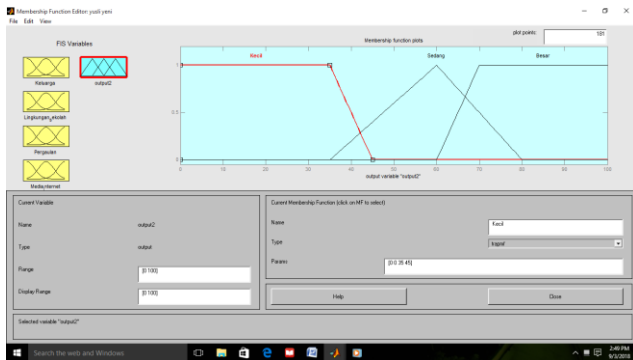 Membership Function Editor: yusli yeni
File Edit View
FIS Variables
Membership function plots
plot points:
181
Kecil
Sedang
Besar
1
0.5
0
0 10 20 30 40 50 60 70 80 90 100
output variable "output2"
Keluarga
output2
Lingkungansekolah
Pergaulan
Mediainternet
Current Variable
Name
output2
Type
output
Range
[0 100]
Display Range
[0 100]
Current Membership Function (click on MF to select)
Name
Kecil
Type
trapmf
Params
[0 0 35 45]
Help
Close
Selected variable "output2"
Search the web and Windows
2:49 PM
9/3/2018